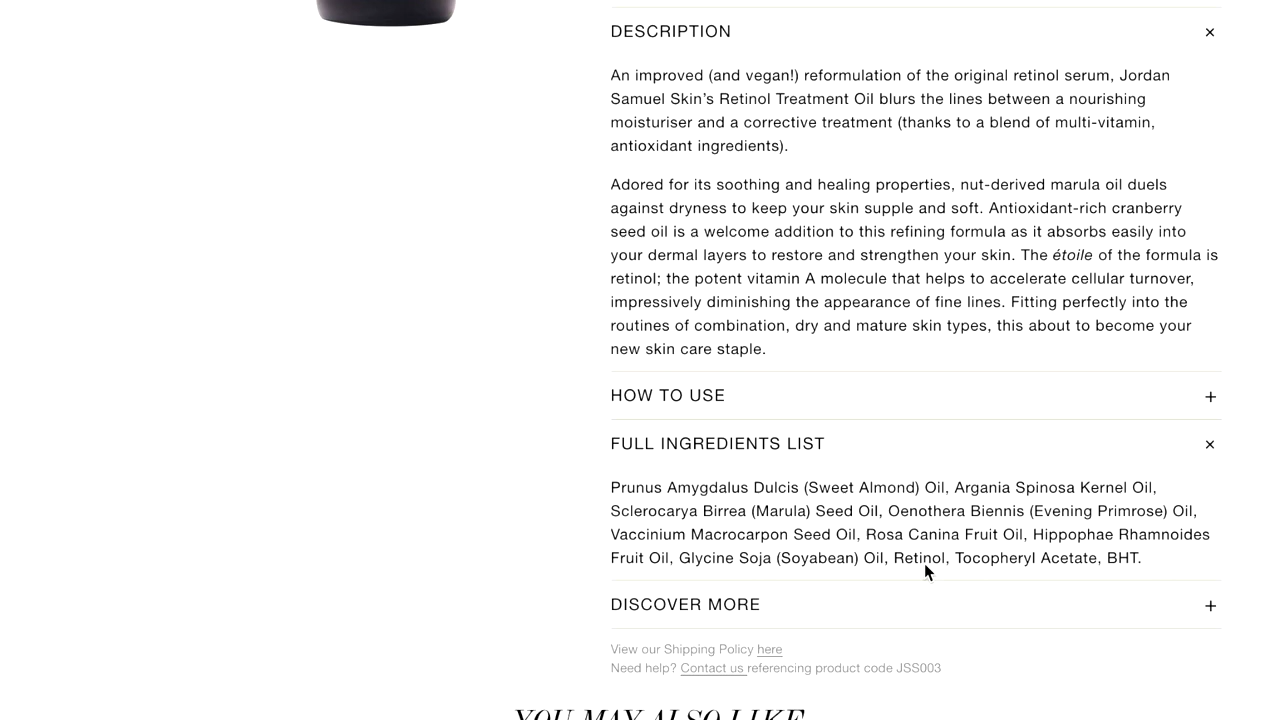 DESCRIPTION
An improved (and vegan!) reformulation of the original retinol serum, Jordan
Samuel Skin’s Retinol Treatment Oil blurs the lines between a nourishing
moisturiser and a corrective treatment (thanks to a blend of multi-vitamin,
antioxidant ingredients).
Adored for its soothing and healing properties, nut-derived marula oil duels
against dryness to keep your skin supple and soft. Antioxidant-rich cranberry
seed oil is a welcome addition to this refining formula as it absorbs easily into
your dermal layers to restore and strengthen your skin. The étoile of the formula is
retinol; the potent vitamin A molecule that helps to accelerate cellular turnover,
impressively diminishing the appearance of fine lines. Fitting perfectly into the
routines of combination, dry and mature skin types, this about to become your
new skin care staple.
HOW TO USE
FULL INGREDIENTS LIST
Prunus Amygdalus Dulcis (Sweet Almond) Oil, Argania Spinosa Kernel Oil,
Sclerocarya Birrea (Marula) Seed Oil, Oenothera Biennis (Evening Primrose) Oil,
Vaccinium Macrocarpon Seed Oil, Rosa Canina Fruit Oil, Hippophae Rhamnoides
Fruit Oil, Glycine Soja (Soyabean) Oil, Retinol, Tocopheryl Acetate, BHT.
DISCOVER MORE
View our Shipping Policy here
Need help? Contact us referencing product code JSS003
YOU MAY ALSO LIKE